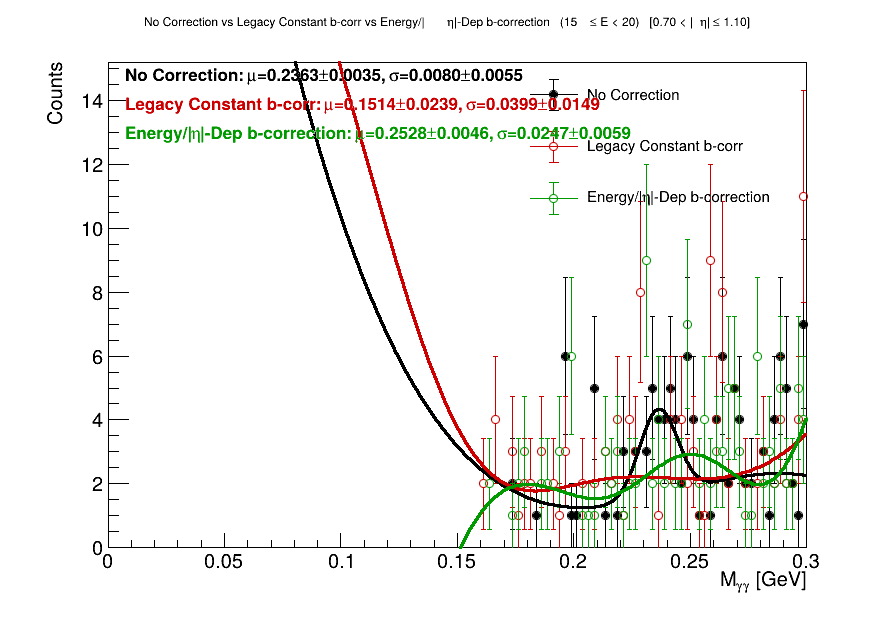 No Correction vs Legacy Constant b-corr vs Energy/| η|-Dep b-correction (15 ≤ E < 20) [0.70 < | η| ≤ 1.10]
Counts
No Correction: μ=0.2363±0.0035, σ=0.0080±0.0055
Legacy Constant b-corr: μ=0.1514±0.0239, σ=0.0399±0.0149
Energy/|η|-Dep b-correction: μ=0.2528±0.0046, σ=0.0247±0.0059
No Correction
Legacy Constant b-corr
Energy/|η|-Dep b-correction
14
12
10
8
6
4
2
0
0 0.05 0.1 0.15 0.2 0.25 0.3
Mγγ [GeV]